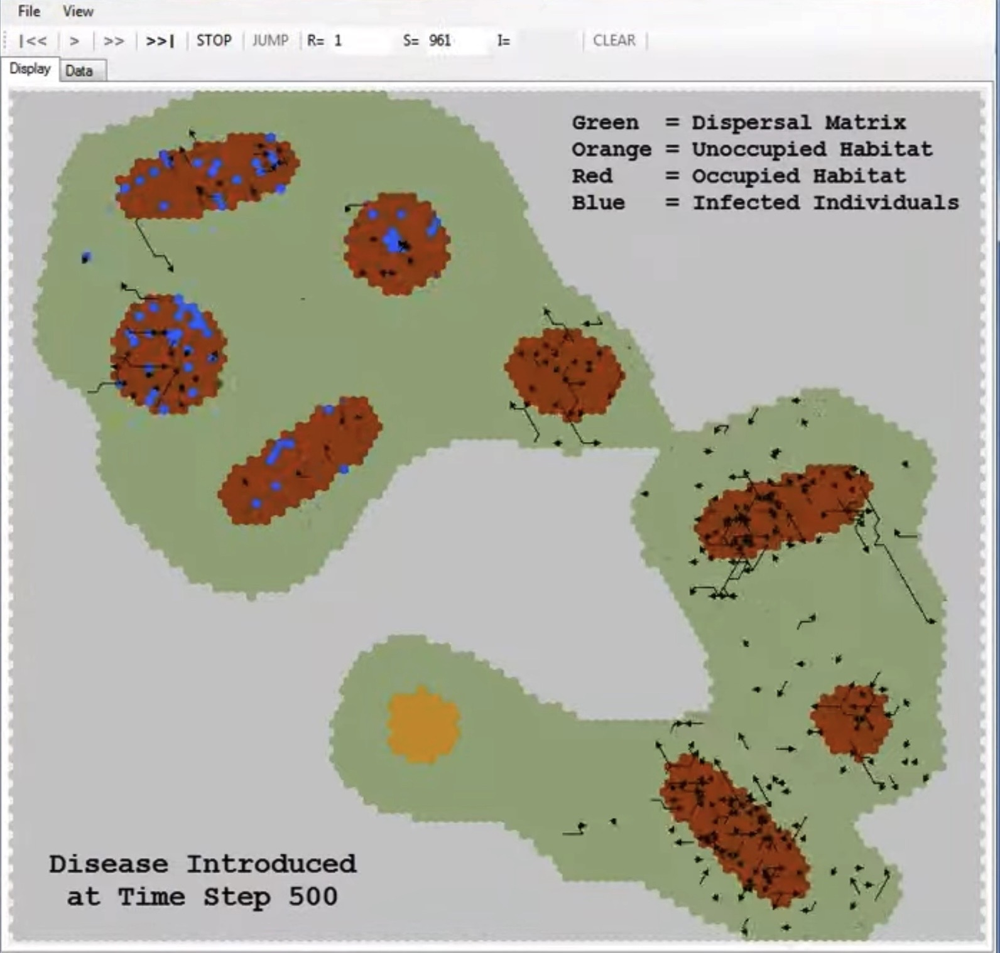 File View
|<< > >> >>| STOP JUMP R= 1 S= 961 I= CLEAR
Display Data
Green = Dispersal Matrix
Orange = Unoccupied Habitat
Red = Occupied Habitat
Blue = Infected Individuals
Disease Introduced
at Time Step 500